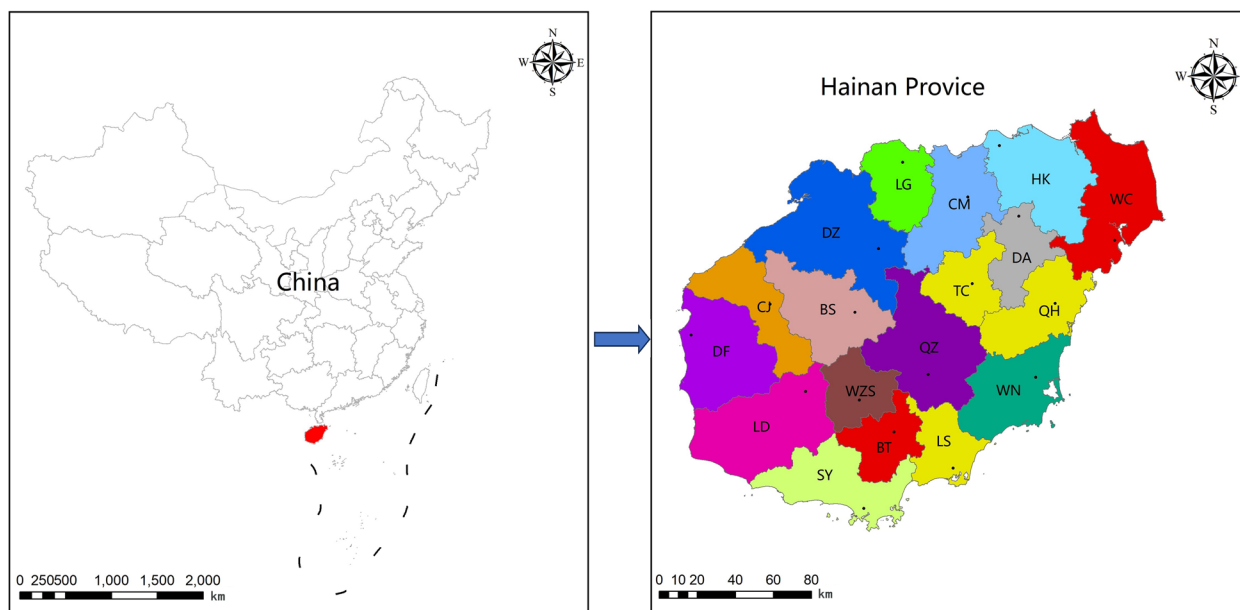 N
W E
S
China
0 250500 1,000 1,500 2,000
km
N
W
S
Hainan Provice
LG
HK
CM
WC
DZ
DA
TC
CJ
BS
QH
DF
QZ
WZS
WN
LD
LS
BT
SY
0 10 20 40 60 80
km